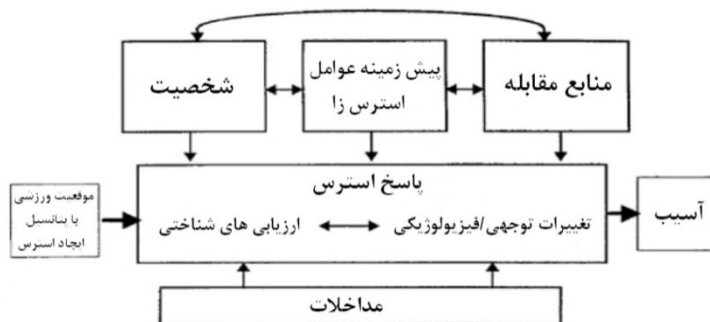 شخصیت
پیش زمینه عوامل
استرس زا
منابع مقابله
موقعیت ورزشی
با پتانسیل
ایجاد استرس
پاسخ استرس
ارزیابی های شناختی
تغییرات توجهی/فیزیولوژیکی
آسیب
مداخلات